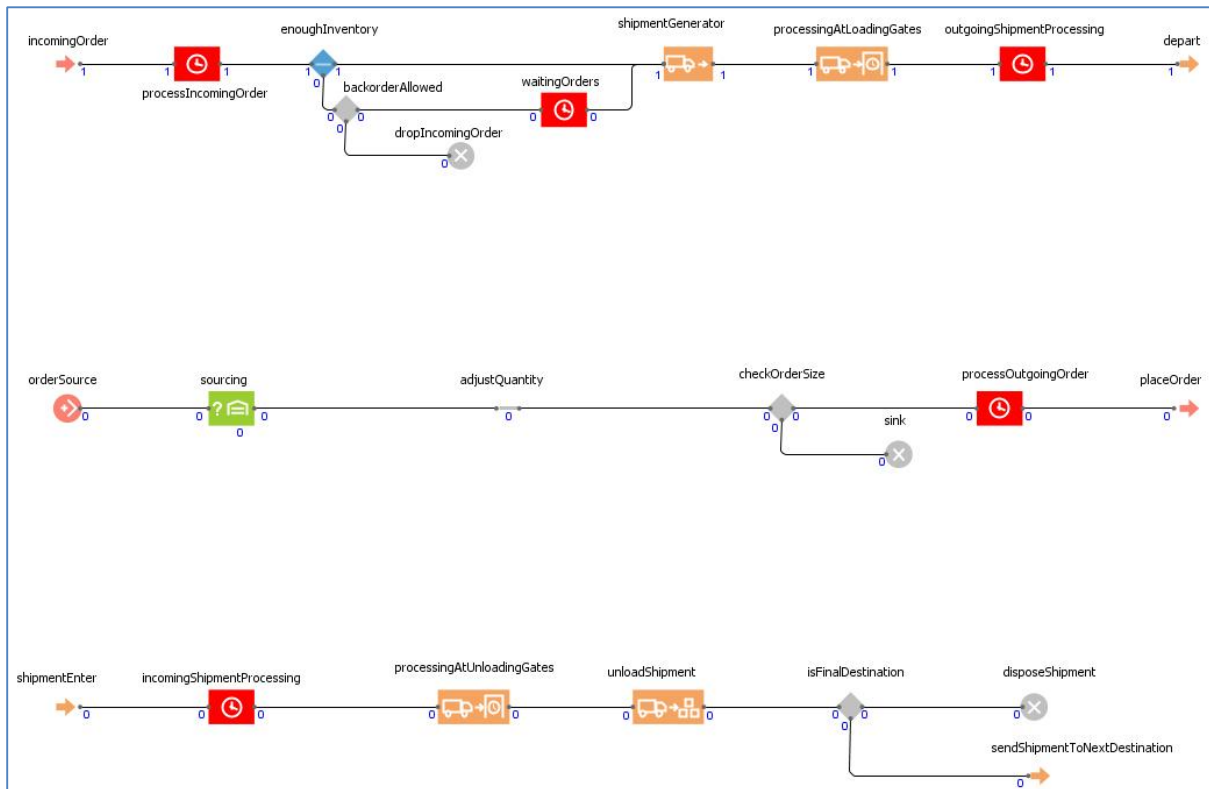 incomingOrder
enoughInventory
shipmentGenerator
processingAtLoadingGates
outgoingShipmentProcessing
depart
1 1 1 1 1 1 1 1 1 1 1 1
processIncomingOrder
0
backorderAllowed
waitingOrders
0 0 0 0
0
dropIncomingOrder
0
orderSource
sourcing
adjustQuantity
checkOrderSize
processOutgoingOrder
placeOrder
0 0 ? 0 0 0 0 0 0 0
0 0
sink
0
shipmentEnter
incomingShipmentProcessing
processingAtUnloadingGates
unloadShipment
isFinalDestination
disposeShipment
0 0 0 0 0 0 0 0 0 0
0
sendShipmentToNextDestination
0